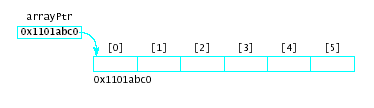 arrayPtr
0x1101abc0
[0] [1] [2] [3] [4] [5]
0x1101abc0